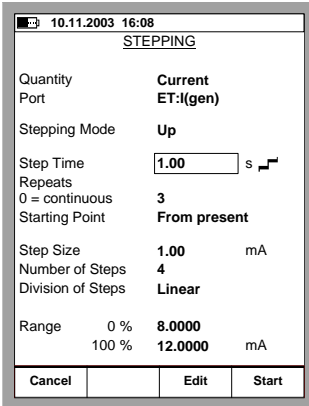 10.11.2003 16:08
STEPPING
Quantity Current
Port ET:I(gen)
Stepping Mode Up
Step Time 1.00 s
Repeats
0 = continuous 3
Starting Point From present
Step Size 1.00 mA
Number of Steps 4
Division of Steps Linear
Range 0 % 8.0000
100 % 12.0000 mA
Cancel Edit Start